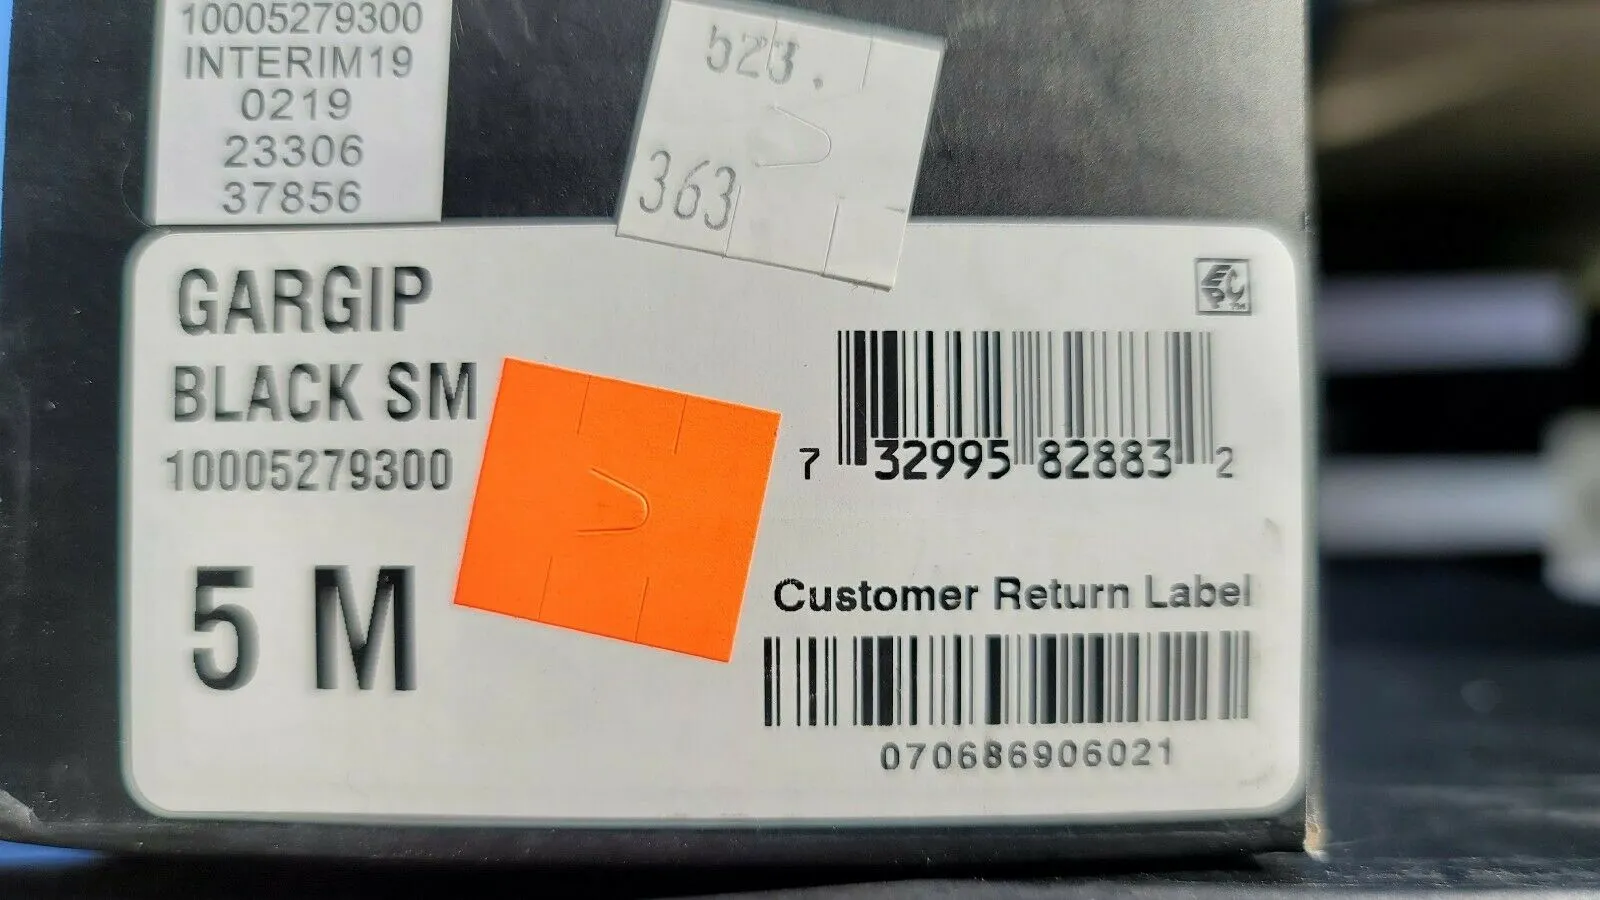 10005279300
INTERIM19
0219
23306
37856
523.
363
GARGIP
BLACK SM
10005279300
5 M
7 32995 82883 2
Customer Return Label
070686906021